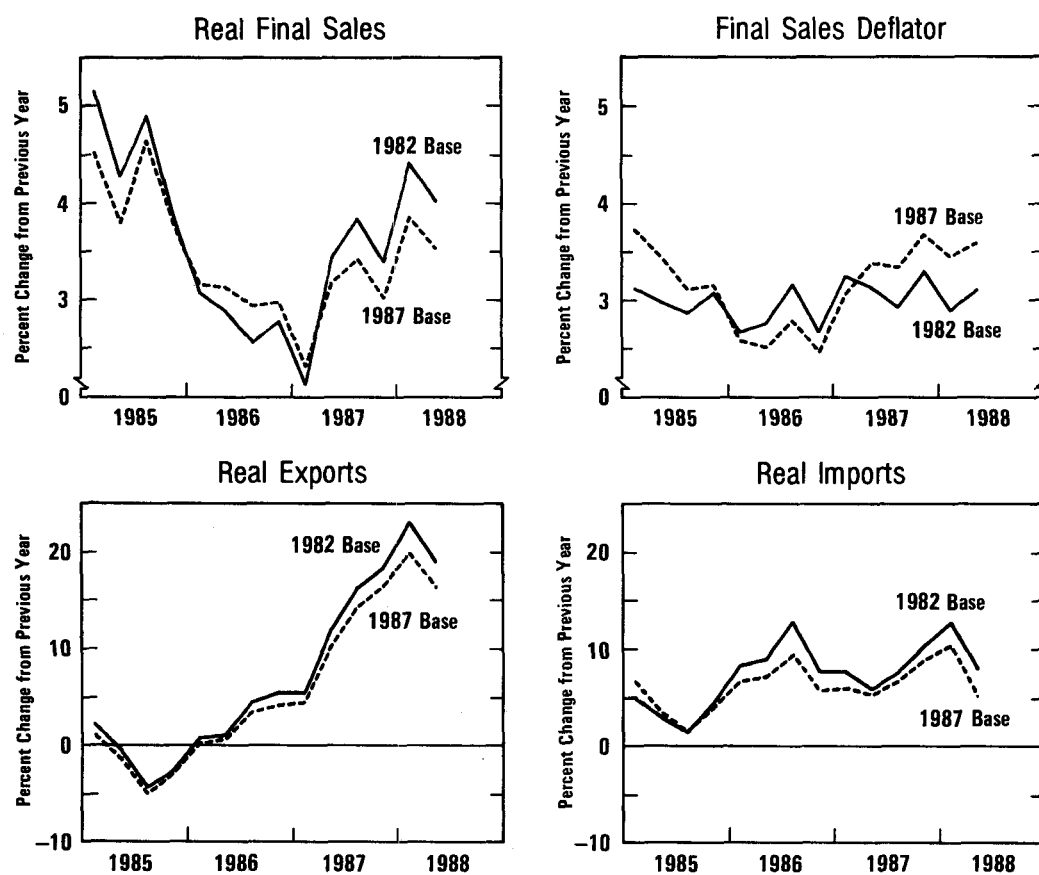 Real Final Sales
Percent Change from Previous Year
5
4
3
0
1982 Base
1987 Base
1985 1986 1987 1988
Final Sales Deflator
Percent Change from Previous Year
5
4
3
0
1987 Base
1982 Base
1985 1986 1987 1988
Real Exports
Percent Change from Previous Year
20
10
0
−10
1982 Base
1987 Base
1985 1986 1987 1988
Real Imports
Percent Change from Previous Year
20
10
0
−10
1982 Base
1987 Base
1985 1986 1987 1988